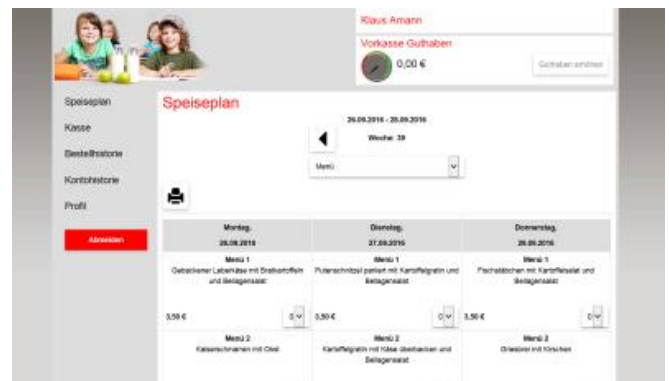 Klaus Amann
Vorkasse Guthaben
0,00 €
Guthaben erhöhen
Speiseplan
Kasse
Bestellhistorie
Kontohistorie
Profil
Abmelden
Speiseplan
26.09.2016 - 28.09.2016
Woche: 39
Menü
Montag,
26.09.2016
Dienstag,
27.09.2016
Donnerstag,
29.09.2016
Menü 1
Gebackener Leberkäse mit Bratkartoffeln
und Beilagensalat
3,50 €
0
Menü 1
Putenschnitzel paniert mit Kartoffelgratin und
Beilagensalat
3,50 €
0
Menü 1
Fischstäbchen mit Kartoffelsalat und
Beilagensalat
3,50 €
0
Menü 2
Kaiserschmarren mit Obst
Menü 2
Kartoffelgratin mit Käse überbacken und
Beilagensalat
Menü 2
Griesbrei mit Kirschen